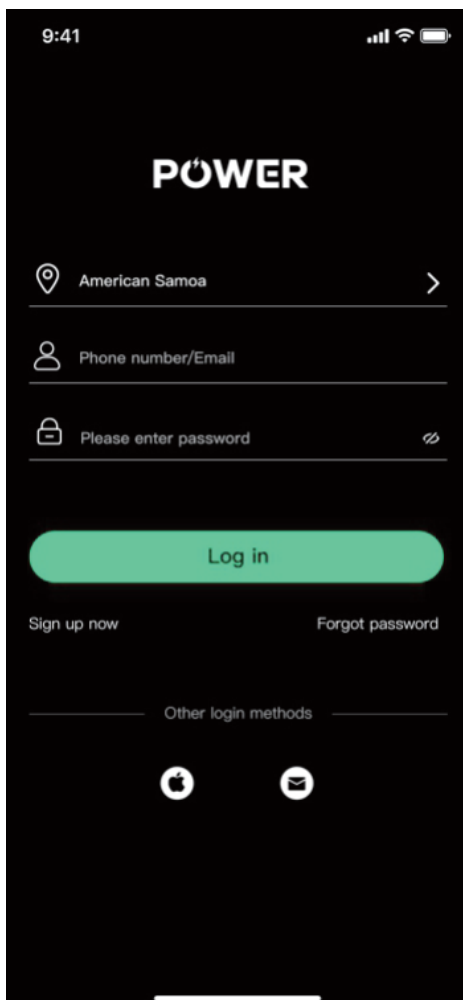 9:41
POWER
American Samoa
Phone number/Email
Please enter password
Log in
Sign up now Forgot password
Other login methods